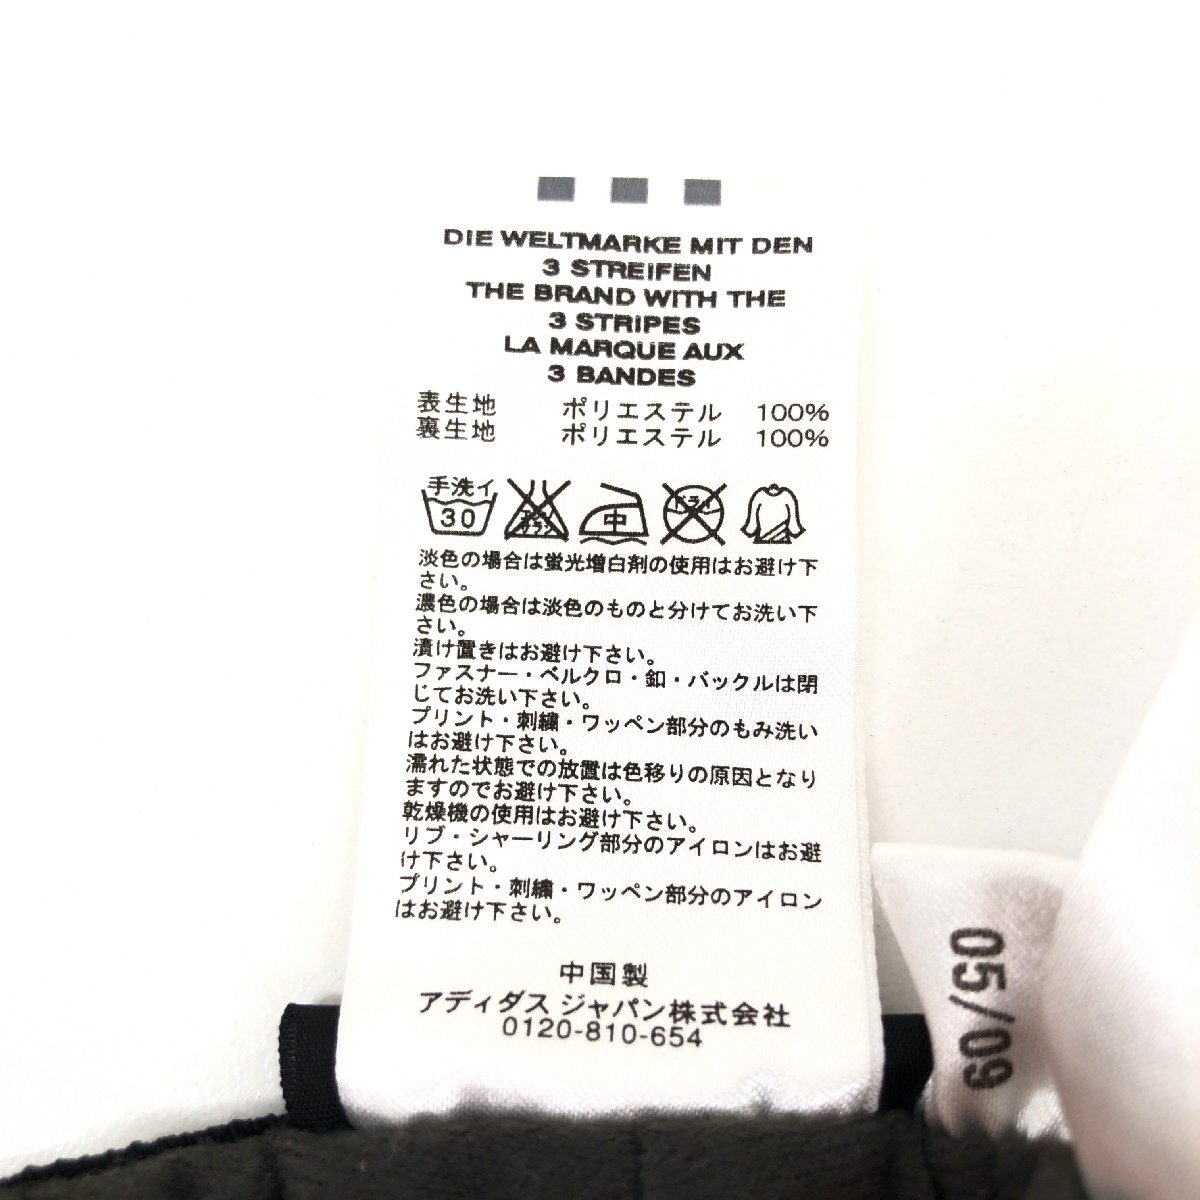 DIE WELTMARKE MIT DEN
3 STREIFEN
THE BRAND WITH THE
3 STRIPES
LA MARQUE AUX
3 BANDES
表生地 ポリエステル 100%
裏生地 ポリエステル 100%
手洗イ
30
エンソ
サラシ
中
ドライ
淡色の場合は蛍光増白剤の使用はお避け下
さい。
濃色の場合は淡色のものと分けてお洗い下
さい。
漬け置きはお避け下さい。
ファスナー・ベルクロ・釦・バックルは閉
じてお洗い下さい。
プリント・刺繍・ワッペン部分のもみ洗い
はお避け下さい。
濡れた状態での放置は色移りの原因となり
ますのでお避け下さい。
乾燥機の使用はお避け下さい。
リブ・シャーリング部分のアイロンはお避
け下さい。
プリント・刺繍・ワッペン部分のアイロン
はお避け下さい。
中国製
アディダス ジャパン株式会社
0120-810-654
05/09